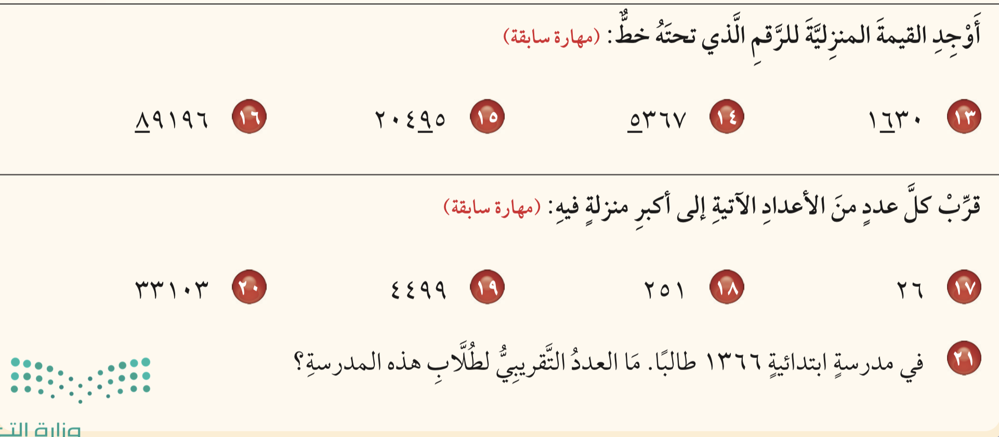 أَوْجِدِ القيمةَ المنزِليَّةَ للرَّقمِ الَّذي تحتَهُ خطٌّ: (مهارة سابقة)
١٣ ١٦٣٠ ١٤ ٥٣٦٧ ١٥ ٢٠٤٩٥ ١٦ ٨٩١٩٦
قرِّبْ كلَّ عددٍ منَ الأعدادِ الآتيةِ إلى أكبرِ منزلةٍ فيهِ: (مهارة سابقة)
١٧ ٢٦ ١٨ ٢٥١ ١٩ ٤٤٩٩ ٢٠ ٣٣١٠٣
٢١ في مدرسةٍ ابتدائيةٍ ١٣٦٦ طالبًا. مَا العددُ التَّقريبِيُّ لطُلَّابِ هذه المدرسةِ؟
وزارة